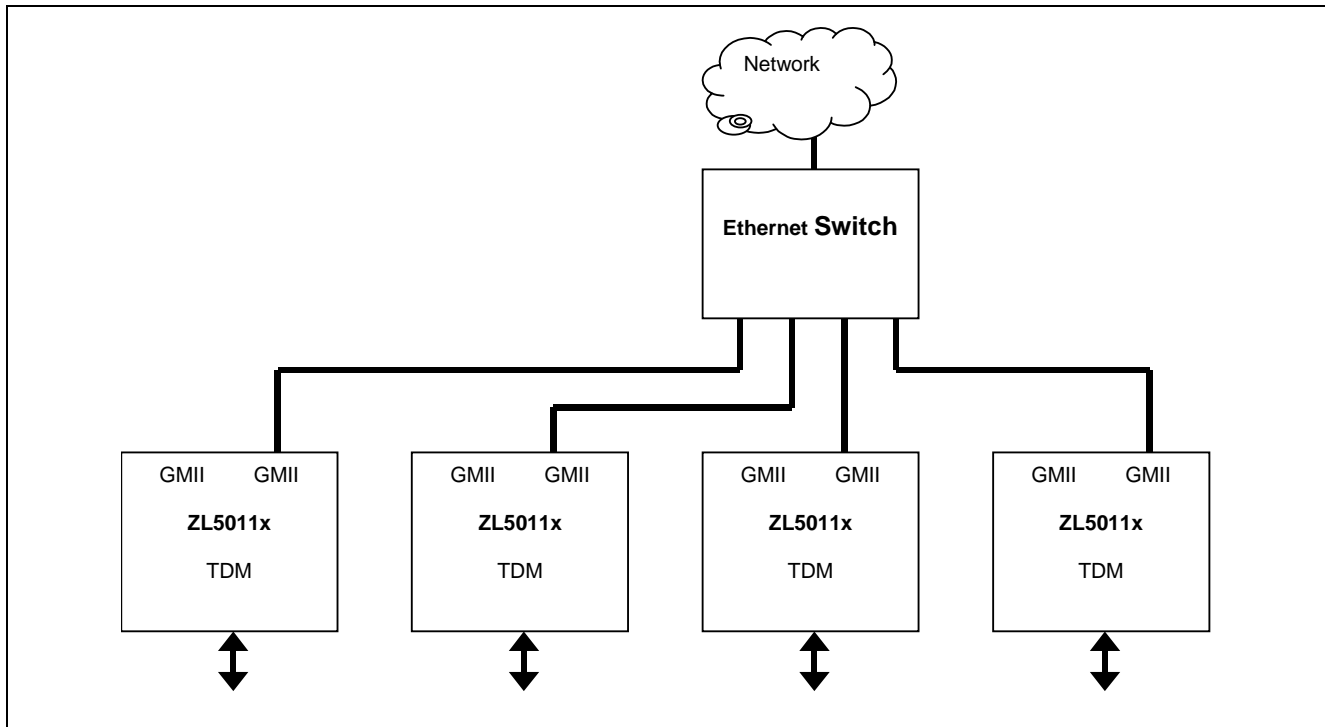 Network
Ethernet Switch
GMII GMII
ZL5011x
TDM
GMII GMII
ZL5011x
TDM
GMII GMII
ZL5011x
TDM
GMII GMII
ZL5011x
TDM